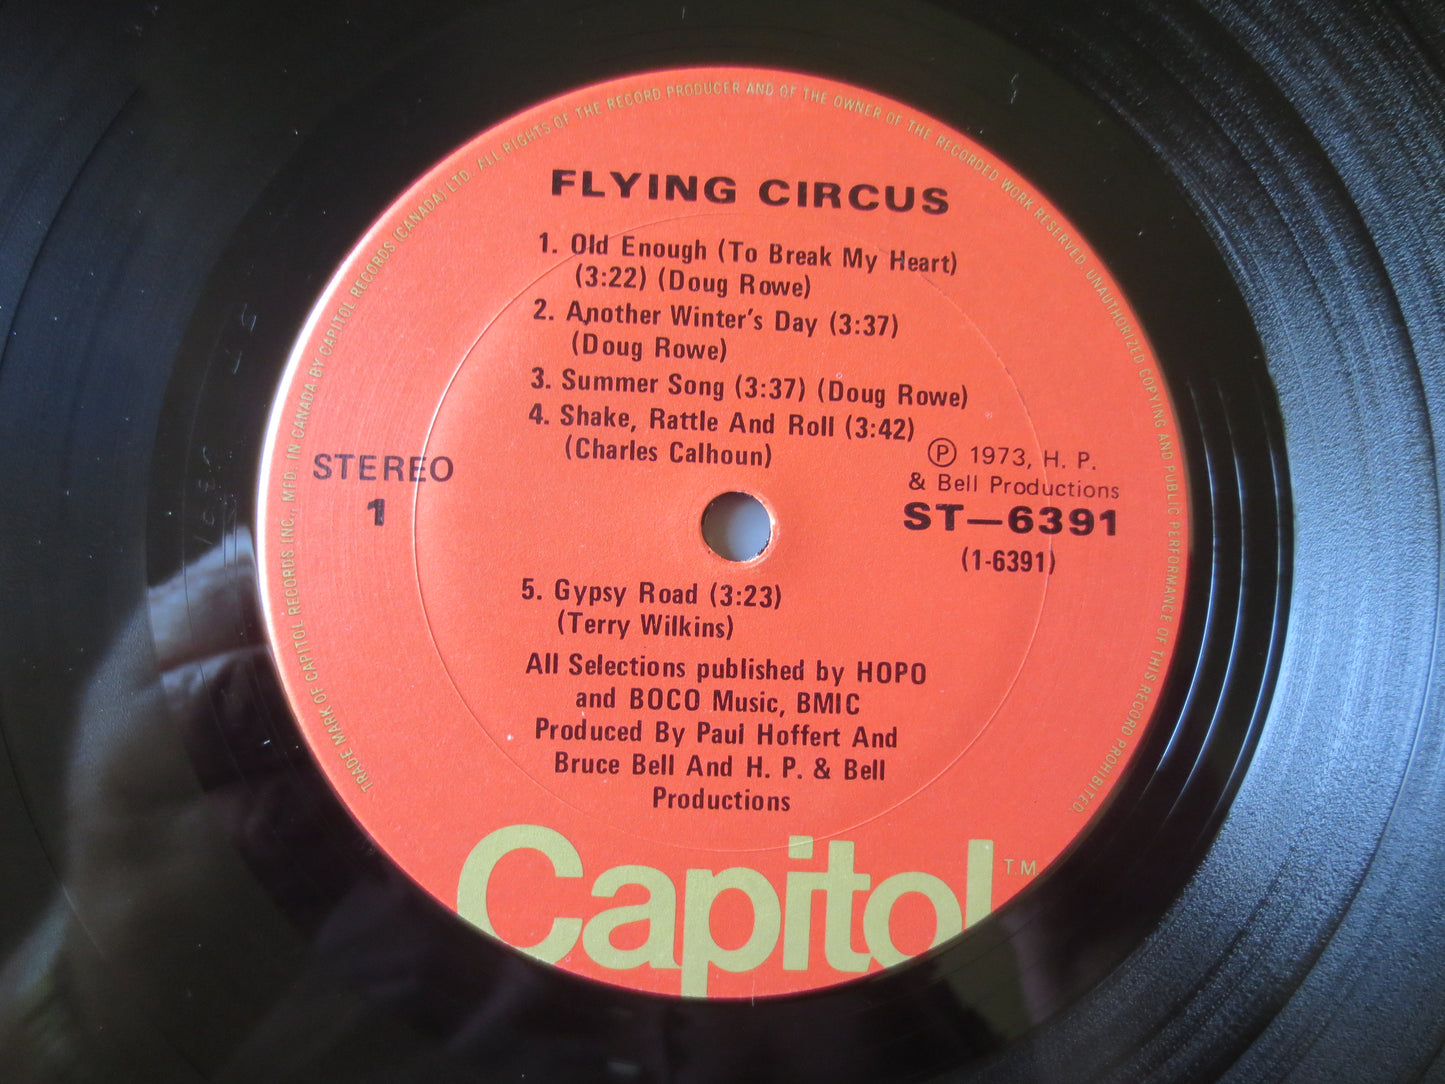 FLYING CIRCUS
1. Old Enough (To Break My Heart)
(3:22) (Doug Rowe)
2. Another Winter's Day (3:37)
(Doug Rowe)
3. Summer Song (3:37) (Doug Rowe)
4. Shake, Rattle And Roll (3:42)
(Charles Calhoun)
STEREO
1
Ⓟ 1973, H. P.
& Bell Productions
ST—6391
(1-6391)
5. Gypsy Road (3:23)
(Terry Wilkins)
All Selections published by HOPO
and BOCO Music, BMIC
Produced By Paul Hoffert And
Bruce Bell And H. P. & Bell
Productions
Capitol
T.M.
TRADE MARK OF CAPITOL RECORDS INC., MFD. IN CANADA BY CAPITOL RECORDS (CANADA) LTD. ALL RIGHTS OF THE RECORD PRODUCER AND OF THE OWNER OF THE RECORDED WORK RESERVED. UNAUTHORIZED COPYING AND PUBLIC PERFORMANCE OF THIS RECORD PROHIBITED.